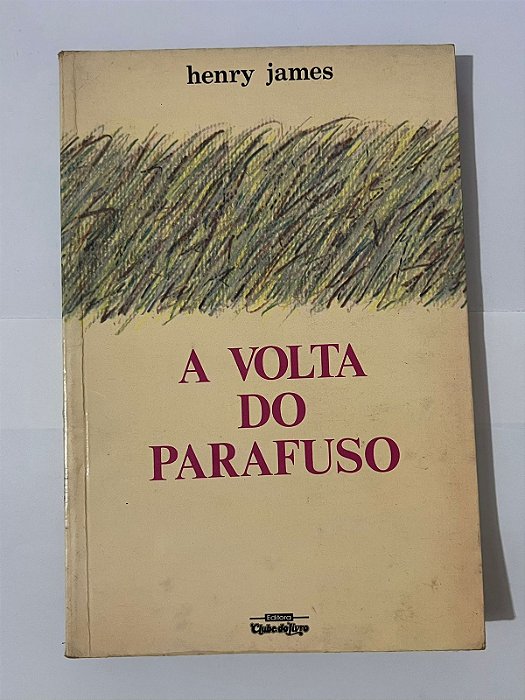 henry james
A VOLTA
DO
PARAFUSO
Editora
Clube do Livro